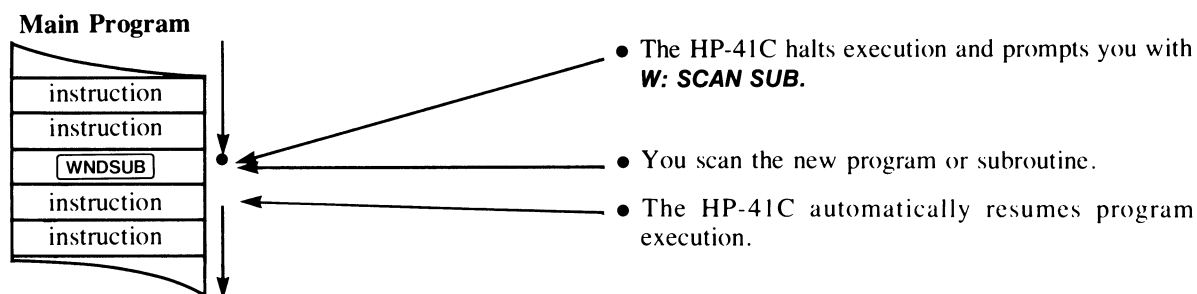 Main Program
instruction
instruction
WNDSUB
instruction
instruction
● The HP-41C halts execution and prompts you with
W: SCAN SUB.
● You scan the new program or subroutine.
● The HP-41C automatically resumes program
execution.